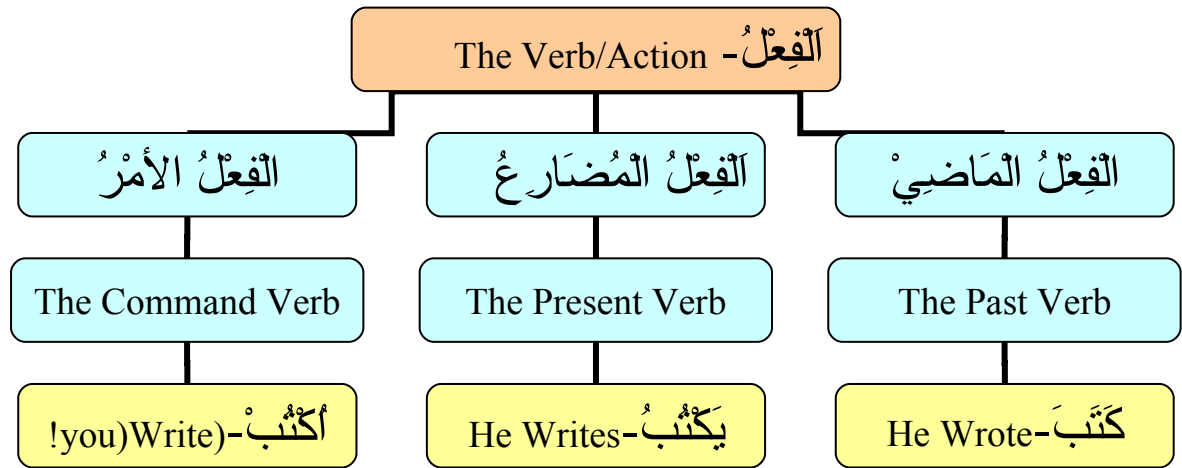 The Verb/Action -اَلْفِعْلُ
الْفِعْلُ الأمْرُ
اَلْفِعْلُ الْمُضَارِعُ
الْفِعْلُ الْمَاضِيْ
The Command Verb
The Present Verb
The Past Verb
!you)Write)-اُكْتُبْ
He Writes-يَكْتُبُ
He Wrote-كَتَبَ